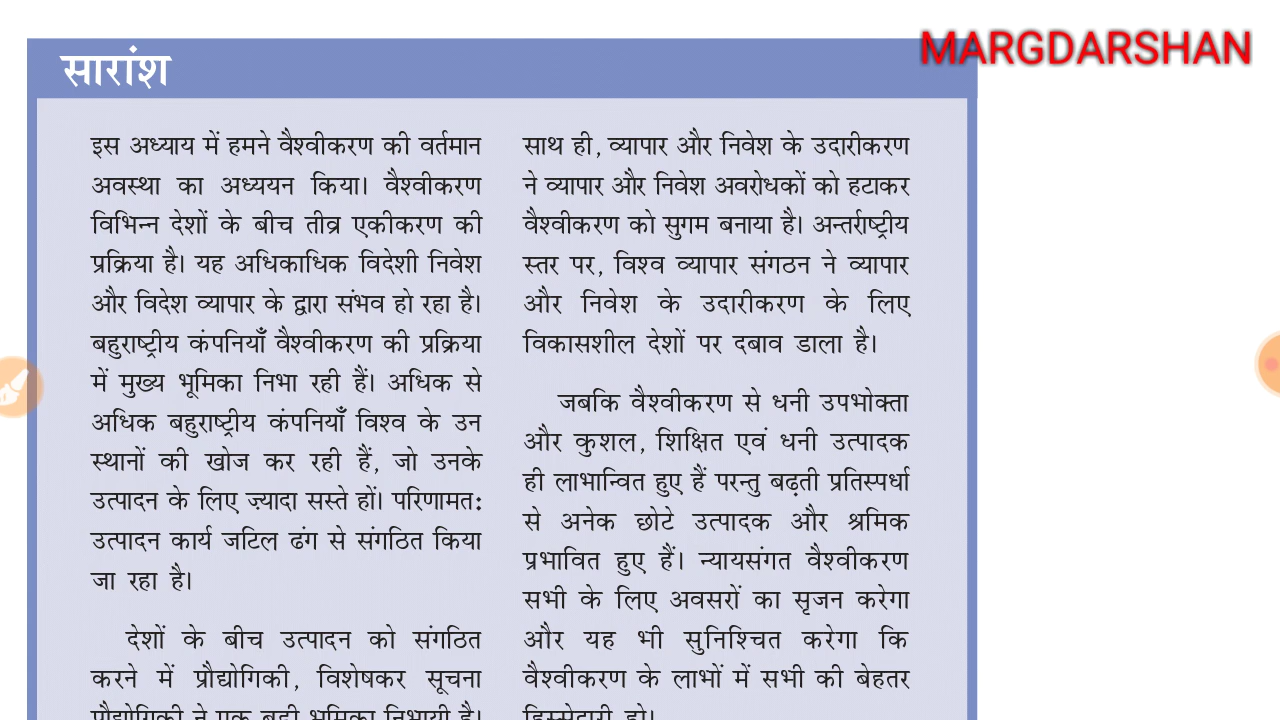 MARGDARSHAN
सारांश
इस अध्याय में हमने वैश्वीकरण की वर्तमान
अवस्था का अध्ययन किया। वैश्वीकरण
विभिन्न देशों के बीच तीव्र एकीकरण की
प्रक्रिया है। यह अधिकाधिक विदेशी निवेश
और विदेश व्यापार के द्वारा संभव हो रहा है।
बहुराष्ट्रीय कंपनियाँ वैश्वीकरण की प्रक्रिया
में मुख्य भूमिका निभा रही हैं। अधिक से
अधिक बहुराष्ट्रीय कंपनियाँ विश्व के उन
स्थानों की खोज कर रही हैं, जो उनके
उत्पादन के लिए ज़्यादा सस्ते हों। परिणामतः
उत्पादन कार्य जटिल ढंग से संगठित किया
जा रहा है।
देशों के बीच उत्पादन को संगठित
करने में प्रौद्योगिकी, विशेषकर सूचना
प्रौद्योगिकी ने एक बड़ी भूमिका निभायी है।
साथ ही, व्यापार और निवेश के उदारीकरण
ने व्यापार और निवेश अवरोधकों को हटाकर
वैश्वीकरण को सुगम बनाया है। अन्तर्राष्ट्रीय
स्तर पर, विश्व व्यापार संगठन ने व्यापार
और निवेश के उदारीकरण के लिए
विकासशील देशों पर दबाव डाला है।
जबकि वैश्वीकरण से धनी उपभोक्ता
और कुशल, शिक्षित एवं धनी उत्पादक
ही लाभान्वित हुए हैं परन्तु बढ़ती प्रतिस्पर्धा
से अनेक छोटे उत्पादक और श्रमिक
प्रभावित हुए हैं। न्यायसंगत वैश्वीकरण
सभी के लिए अवसरों का सृजन करेगा
और यह भी सुनिश्चित करेगा कि
वैश्वीकरण के लाभों में सभी की बेहतर
हिस्सेदारी हो।